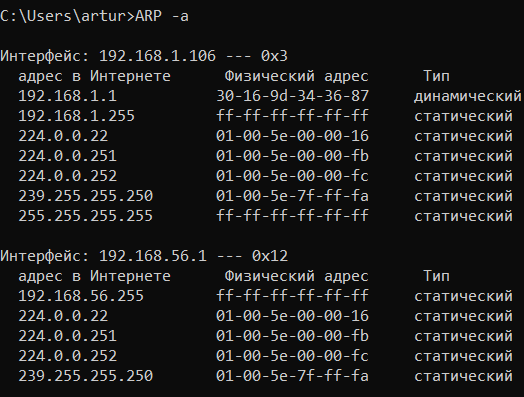 C:\Users\artur>ARP -a
Интерфейс: 192.168.1.106 --- 0x3
адрес в Интернете Физический адрес Тип
192.168.1.1 30-16-9d-34-36-87 динамический
192.168.1.255 ff-ff-ff-ff-ff-ff статический
224.0.0.22 01-00-5e-00-00-16 статический
224.0.0.251 01-00-5e-00-00-fb статический
224.0.0.252 01-00-5e-00-00-fc статический
239.255.255.250 01-00-5e-7f-ff-fa статический
255.255.255.255 ff-ff-ff-ff-ff-ff статический
Интерфейс: 192.168.56.1 --- 0x12
адрес в Интернете Физический адрес Тип
192.168.56.255 ff-ff-ff-ff-ff-ff статический
224.0.0.22 01-00-5e-00-00-16 статический
224.0.0.251 01-00-5e-00-00-fb статический
224.0.0.252 01-00-5e-00-00-fc статический
239.255.255.250 01-00-5e-7f-ff-fa статический